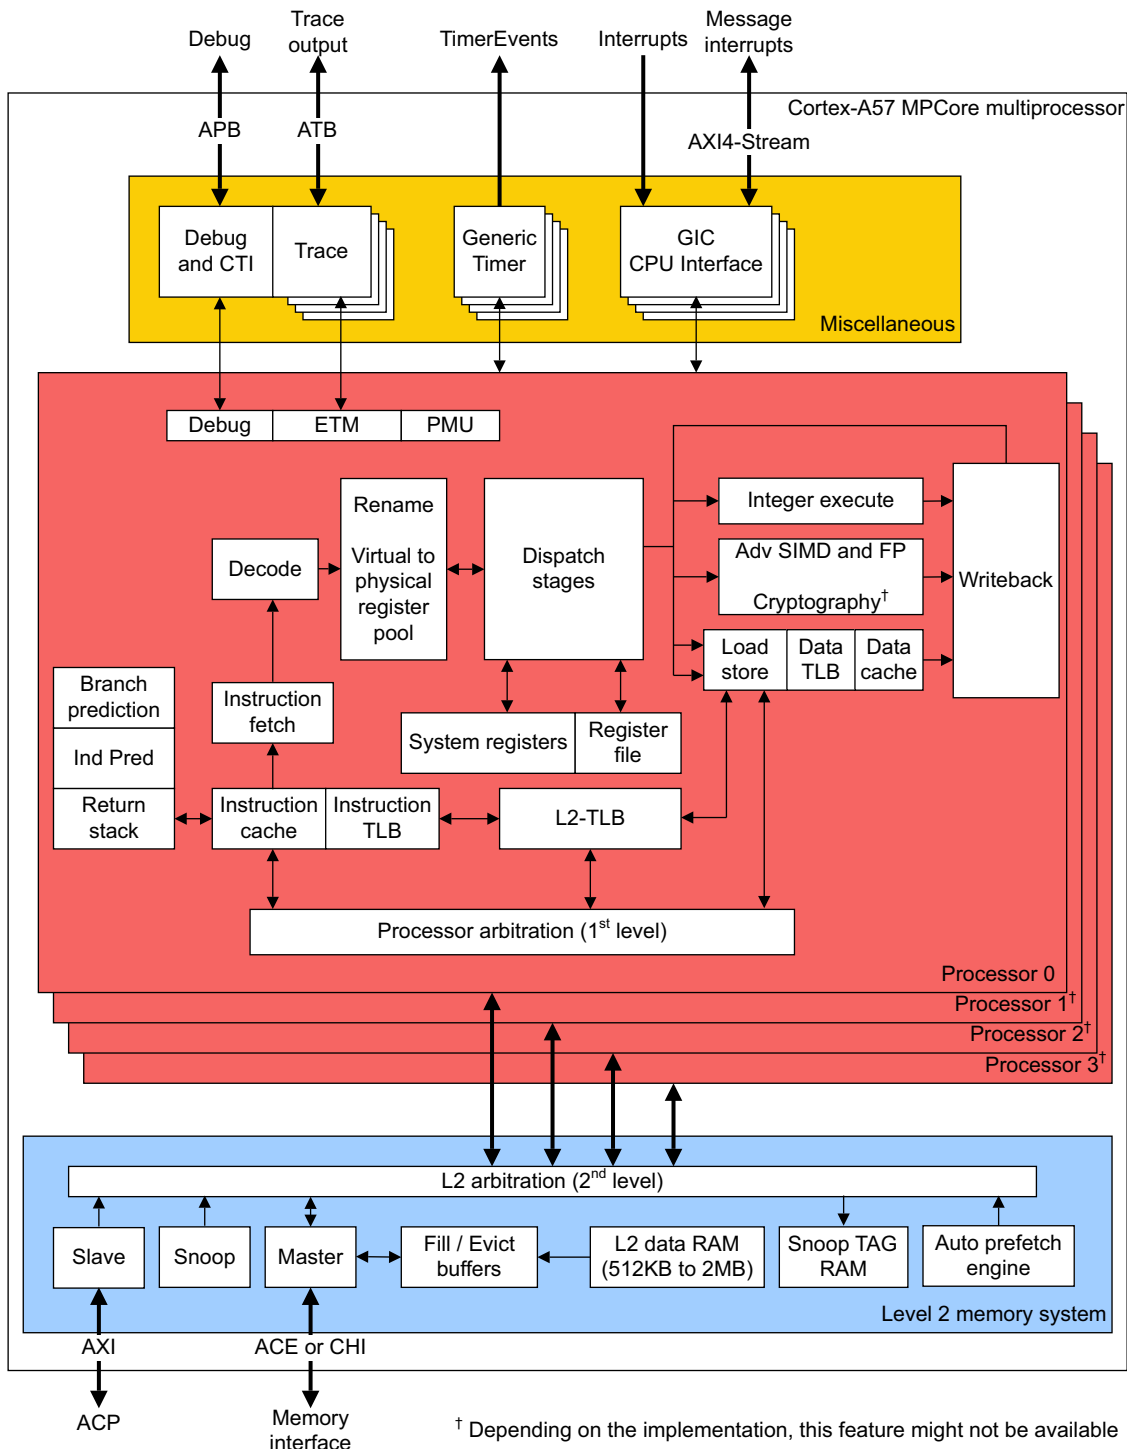 Debug
Trace
output
TimerEvents
Interrupts
Message
interrupts
Cortex-A57 MPCore multiprocessor
APB
ATB
AXI4-Stream
Debug
and CTI
Trace
Generic
Timer
GIC
CPU Interface
Miscellaneous
Debug
ETM
PMU
Rename
Virtual to
physical
register
pool
Dispatch
stages
Integer execute
Adv SIMD and FP
Cryptography†
Writeback
Decode
Load
store
Data
TLB
Data
cache
Branch
prediction
Ind Pred
Return
stack
Instruction
fetch
System registers
Register
file
Instruction
cache
Instruction
TLB
L2-TLB
Processor arbitration (1st level)
Processor 0
Processor 1†
Processor 2†
Processor 3†
L2 arbitration (2nd level)
Slave
Snoop
Master
Fill / Evict
buffers
L2 data RAM
(512KB to 2MB)
Snoop TAG
RAM
Auto prefetch
engine
Level 2 memory system
AXI
ACE or CHI
ACP
Memory
interface
† Depending on the implementation, this feature might not be available